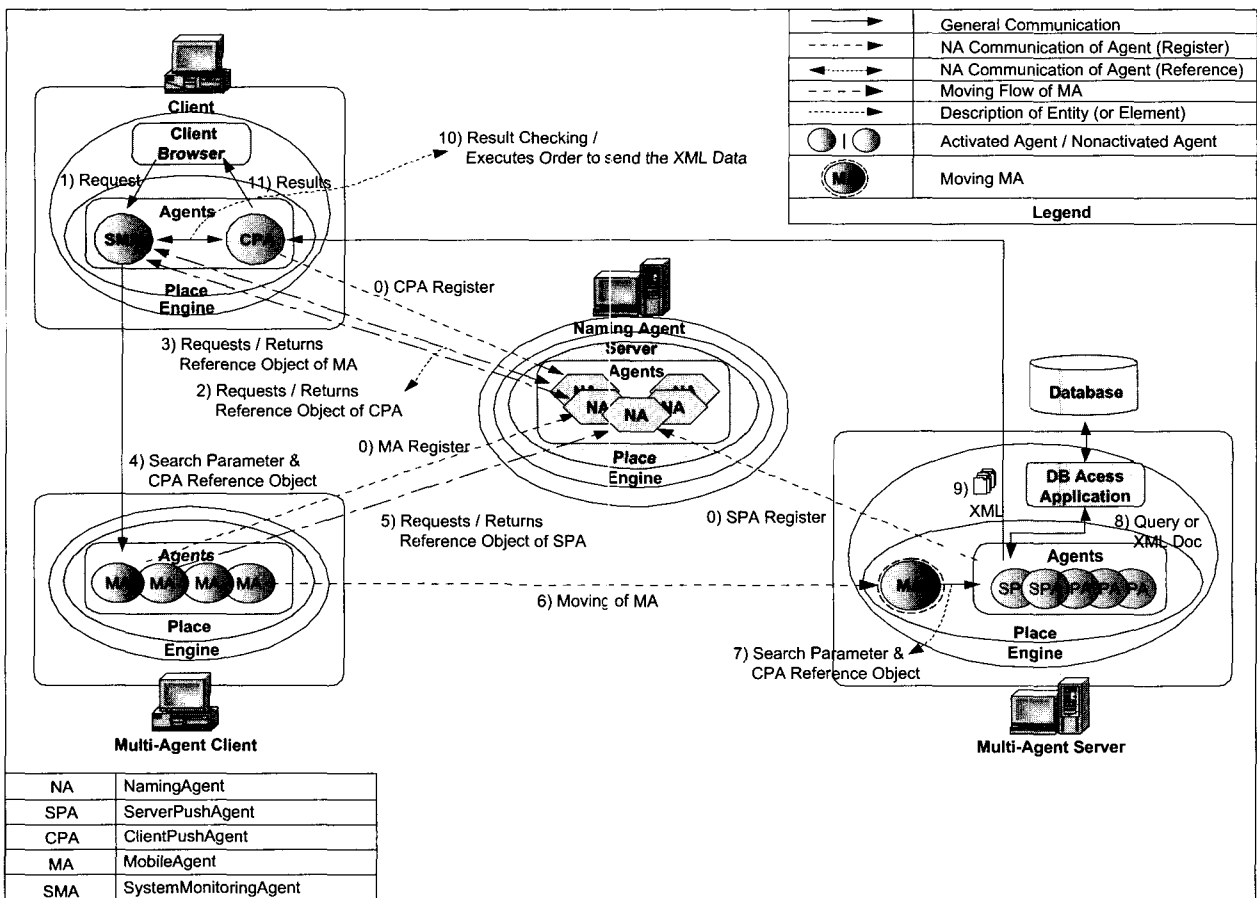 General Communication
NA Communication of Agent (Register)
NA Communication of Agent (Reference)
Moving Flow of MA
Description of Entity (or Element)
Activated Agent / Nonactivated Agent
Moving MA
Legend
Client
Client
Browser
10) Result Checking /
Executes Order to send the XML Data
1) Request
11) Results
Agents
SMA
CPA
Place
Engine
0) CPA Register
3) Requests / Returns
Reference Object of MA
2) Requests / Returns
Reference Object of CPA
Naming Agent
Server
Agents
NA
NA
NA
NA
NA
Place
Engine
Database
DB Acess
Application
9)
XML
8) Query or
XML Doc
0) MA Register
4) Search Parameter &
CPA Reference Object
5) Requests / Returns
Reference Object of SPA
0) SPA Register
Agents
MA
MA
MA
MA
Place
Engine
6) Moving of MA
MA
Agents
SP
SPA
PA
PA
PA
Place
Engine
7) Search Parameter &
CPA Reference Object
Multi-Agent Client
Multi-Agent Server
NA NamingAgent
SPA ServerPushAgent
CPA ClientPushAgent
MA MobileAgent
SMA SystemMonitoringAgent